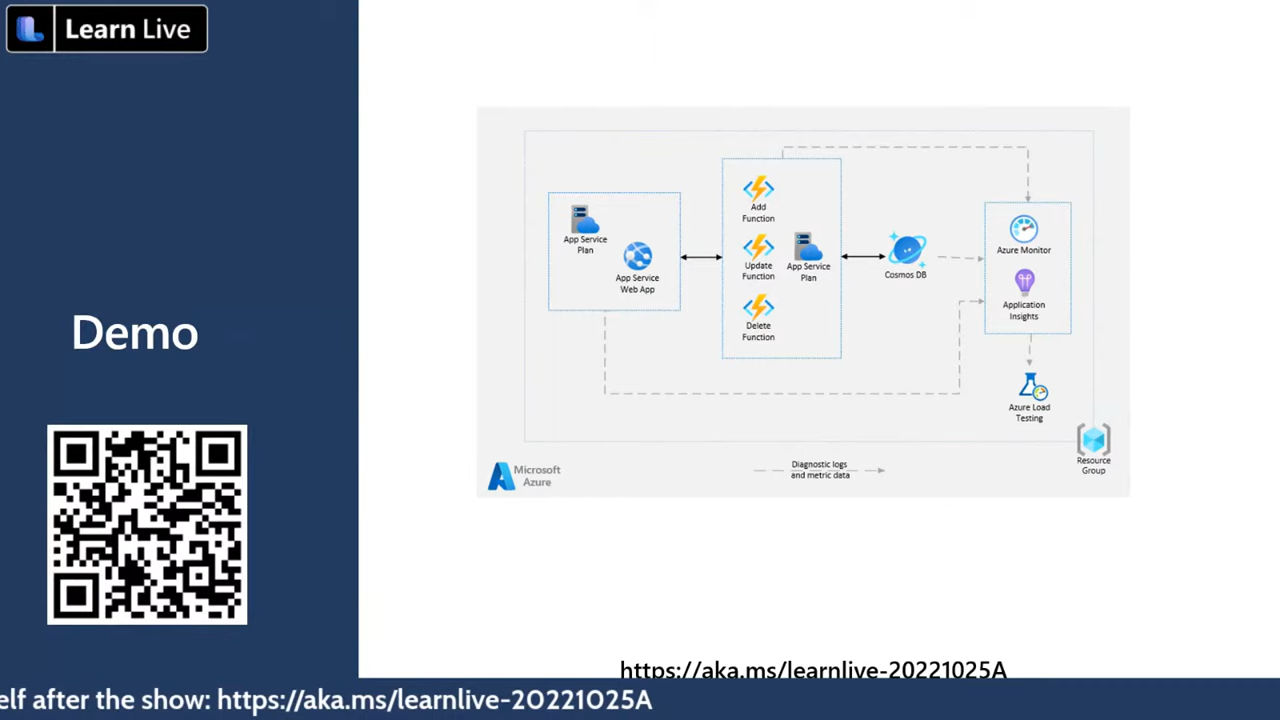 Learn Live
Demo
App Service
Plan
App Service
Web App
Add
Function
Update
Function
Delete
Function
App Service
Plan
Cosmos DB
Azure Monitor
Application
Insights
Azure Load
Testing
Resource
Group
Microsoft
Azure
Diagnostic logs
and metric data
https://aka.ms/learnlive-20221025A
elf after the show: https://aka.ms/learnlive-20221025A